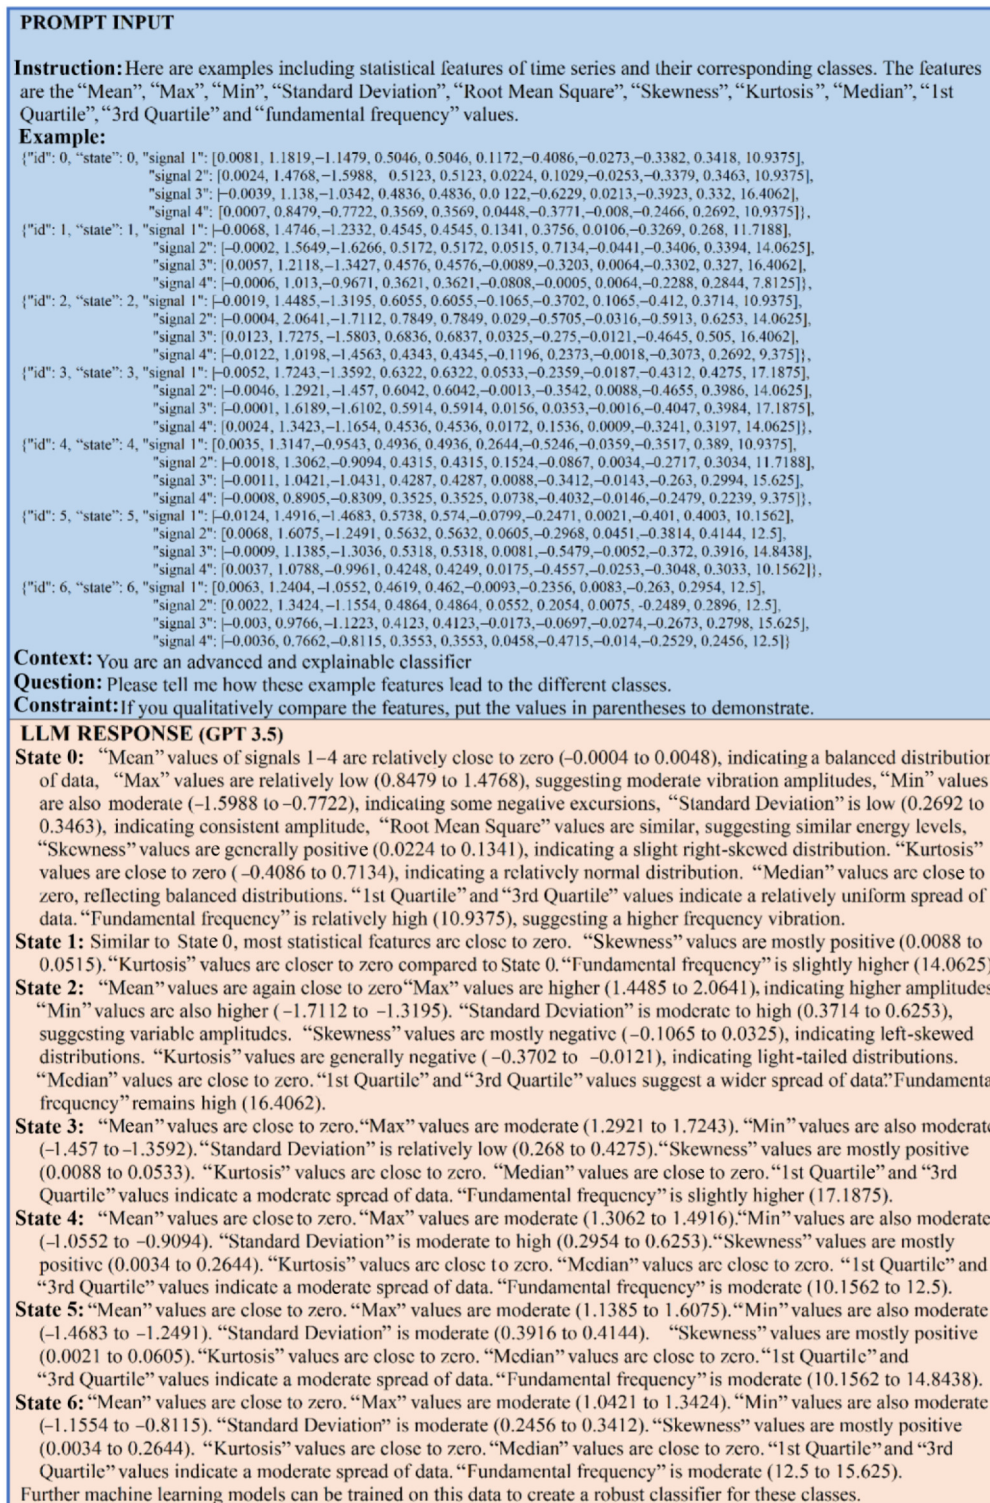 PROMPT INPUT
Instruction: Here are examples including statistical features of time series and their corresponding classes. The features
are the “Mean”, “Max”, “Min”, “Standard Deviation”, “Root Mean Square”, “Skewness”, “Kurtosis”, “Median”, “1st
Quartile”, “3rd Quartile” and “fundamental frequency” values.
Example:
{"id": 0, “state”: 0, "signal 1": [0.0081, 1.1819,−1.1479, 0.5046, 0.5046, 0.1172,−0.4086,−0.0273,−0.3382, 0.3418, 10.9375],
"signal 2": [0.0024, 1.4768,−1.5988, 0.5123, 0.5123, 0.0224, 0.1029,−0.0253,−0.3379, 0.3463, 10.9375],
"signal 3": [−0.0039, 1.138,−1.0342, 0.4836, 0.4836, 0.0 122,−0.6229, 0.0213,−0.3923, 0.332, 16.4062],
"signal 4": [0.0007, 0.8479,−0.7722, 0.3569, 0.3569, 0.0448,−0.3771,−0.008,−0.2466, 0.2692, 10.9375]},
{"id": 1, “state”: 1, "signal 1": [−0.0068, 1.4746,−1.2332, 0.4545, 0.4545, 0.1341, 0.3756, 0.0106,−0.3269, 0.268, 11.7188],
"signal 2": [−0.0002, 1.5649,−1.6266, 0.5172, 0.5172, 0.0515, 0.7134,−0.0441,−0.3406, 0.3394, 14.0625],
"signal 3": [0.0057, 1.2118,−1.3427, 0.4576, 0.4576,−0.0089,−0.3203, 0.0064,−0.3302, 0.327, 16.4062],
"signal 4": [−0.0006, 1.013,−0.9671, 0.3621, 0.3621,−0.0808,−0.0005, 0.0064,−0.2288, 0.2844, 7.8125]},
{"id": 2, “state”: 2, "signal 1": [−0.0019, 1.4485,−1.3195, 0.6055, 0.6055,−0.1065,−0.3702, 0.1065,−0.412, 0.3714, 10.9375],
"signal 2": [−0.0004, 2.0641,−1.7112, 0.7849, 0.7849, 0.029,−0.5705,−0.0316,−0.5913, 0.6253, 14.0625],
"signal 3": [0.0123, 1.7275,−1.5803, 0.6836, 0.6837, 0.0325,−0.275,−0.0121,−0.4645, 0.505, 16.4062],
"signal 4": [−0.0122, 1.0198,−1.4563, 0.4343, 0.4345,−0.1196, 0.2373,−0.0018,−0.3073, 0.2692, 9.375]},
{"id": 3, “state”: 3, "signal 1": [−0.0052, 1.7243,−1.3592, 0.6322, 0.6322, 0.0533,−0.2359,−0.0187,−0.4312, 0.4275, 17.1875],
"signal 2": [−0.0046, 1.2921,−1.457, 0.6042, 0.6042,−0.0013,−0.3542, 0.0088,−0.4655, 0.3986, 14.0625],
"signal 3": [−0.0001, 1.6189,−1.6102, 0.5914, 0.5914, 0.0156, 0.0353,−0.0016,−0.4047, 0.3984, 17.1875],
"signal 4": [0.0024, 1.3423,−1.1654, 0.4536, 0.4536, 0.0172, 0.1536, 0.0009,−0.3241, 0.3197, 14.0625]},
{"id": 4, “state”: 4, "signal 1": [0.0035, 1.3147,−0.9543, 0.4936, 0.4936, 0.2644,−0.5246,−0.0359,−0.3517, 0.389, 10.9375],
"signal 2": [−0.0018, 1.3062,−0.9094, 0.4315, 0.4315, 0.1524,−0.0867, 0.0034,−0.2717, 0.3034, 11.7188],
"signal 3": [−0.0011, 1.0421,−1.0431, 0.4287, 0.4287, 0.0088,−0.3412,−0.0143,−0.263, 0.2994, 15.625],
"signal 4": [−0.0008, 0.8905,−0.8309, 0.3525, 0.3525, 0.0738,−0.4032,−0.0146,−0.2479, 0.2239, 9.375]},
{"id": 5, “state”: 5, "signal 1": [−0.0124, 1.4916,−1.4683, 0.5738, 0.574,−0.0799,−0.2471, 0.0021,−0.401, 0.4003, 10.1562],
"signal 2": [0.0068, 1.6075,−1.2491, 0.5632, 0.5632, 0.0605,−0.2968, 0.0451,−0.3814, 0.4144, 12.5],
"signal 3": [−0.0009, 1.1385,−1.3036, 0.5318, 0.5318, 0.0081,−0.5479,−0.0052,−0.372, 0.3916, 14.8438],
"signal 4": [0.0037, 1.0788,−0.9961, 0.4248, 0.4249, 0.0175,−0.4557,−0.0253,−0.3048, 0.3033, 10.1562]},
{"id": 6, “state”: 6, "signal 1": [0.0063, 1.2404,−1.0552, 0.4619, 0.462,−0.0093,−0.2356, 0.0083,−0.263, 0.2954, 12.5],
"signal 2": [0.0022, 1.3424,−1.1554, 0.4864, 0.4864, 0.0552, 0.2054, 0.0075, -0.2489, 0.2896, 12.5],
"signal 3": [−0.003, 0.9766,−1.1223, 0.4123, 0.4123,−0.0173,−0.0697,−0.0274,−0.2673, 0.2798, 15.625],
"signal 4": [−0.0036, 0.7662,−0.8115, 0.3553, 0.3553, 0.0458,−0.4715,−0.014,−0.2529, 0.2456, 12.5]}
Context: You are an advanced and explainable classifier
Question: Please tell me how these example features lead to the different classes.
Constraint: If you qualitatively compare the features, put the values in parentheses to demonstrate.
LLM RESPONSE (GPT 3.5)
State 0: “Mean” values of signals 1−4 are relatively close to zero (−0.0004 to 0.0048), indicating a balanced distribution
of data, “Max” values are relatively low (0.8479 to 1.4768), suggesting moderate vibration amplitudes, “Min” values
are also moderate (−1.5988 to −0.7722), indicating some negative excursions, “Standard Deviation” is low (0.2692 to
0.3463), indicating consistent amplitude, “Root Mean Square” values are similar, suggesting similar energy levels,
“Skewness” values are generally positive (0.0224 to 0.1341), indicating a slight right-skewed distribution. “Kurtosis”
values are close to zero (−0.4086 to 0.7134), indicating a relatively normal distribution. “Median” values are close to
zero, reflecting balanced distributions. “1st Quartile” and “3rd Quartile” values indicate a relatively uniform spread of
data. “Fundamental frequency” is relatively high (10.9375), suggesting a higher frequency vibration.
State 1: Similar to State 0, most statistical features are close to zero. “Skewness” values are mostly positive (0.0088 to
0.0515). “Kurtosis” values are closer to zero compared to State 0. “Fundamental frequency” is slightly higher (14.0625)
State 2: “Mean” values are again close to zero“Max” values are higher (1.4485 to 2.0641), indicating higher amplitudes
“Min” values are also higher (−1.7112 to −1.3195). “Standard Deviation” is moderate to high (0.3714 to 0.6253),
suggesting variable amplitudes. “Skewness” values are mostly negative (−0.1065 to 0.0325), indicating left-skewed
distributions. “Kurtosis” values are generally negative (−0.3702 to −0.0121), indicating light-tailed distributions.
“Median” values are close to zero. “1st Quartile” and “3rd Quartile” values suggest a wider spread of data.“Fundamenta
frequency” remains high (16.4062).
State 3: “Mean” values are close to zero. “Max” values are moderate (1.2921 to 1.7243). “Min” values are also moderate
(−1.457 to −1.3592). “Standard Deviation” is relatively low (0.268 to 0.4275). “Skewness” values are mostly positive
(0.0088 to 0.0533). “Kurtosis” values are close to zero. “Median” values are close to zero. “1st Quartile” and “3rd
Quartile” values indicate a moderate spread of data. “Fundamental frequency” is slightly higher (17.1875).
State 4: “Mean” values are close to zero. “Max” values are moderate (1.3062 to 1.4916). “Min” values are also moderate
(−1.0552 to −0.9094). “Standard Deviation” is moderate to high (0.2954 to 0.6253). “Skewness” values are mostly
positive (0.0034 to 0.2644). “Kurtosis” values are close to zero. “Median” values are close to zero. “1st Quartile” and
“3rd Quartile” values indicate a moderate spread of data. “Fundamental frequency” is moderate (10.1562 to 12.5).
State 5: “Mean” values are close to zero. “Max” values are moderate (1.1385 to 1.6075). “Min” values are also moderate
(−1.4683 to −1.2491). “Standard Deviation” is moderate (0.3916 to 0.4144). “Skewness” values are mostly positive
(0.0021 to 0.0605). “Kurtosis” values are close to zero. “Median” values are close to zero. “1st Quartile” and
“3rd Quartile” values indicate a moderate spread of data. “Fundamental frequency” is moderate (10.1562 to 14.8438).
State 6: “Mean” values are close to zero. “Max” values are moderate (1.0421 to 1.3424). “Min” values are also moderate
(−1.1554 to −0.8115). “Standard Deviation” is moderate (0.2456 to 0.3412). “Skewness” values are mostly positive
(0.0034 to 0.2644). “Kurtosis” values are close to zero. “Median” values are close to zero. “1st Quartile” and “3rd
Quartile” values indicate a moderate spread of data. “Fundamental frequency” is moderate (12.5 to 15.625).
Further machine learning models can be trained on this data to create a robust classifier for these classes.